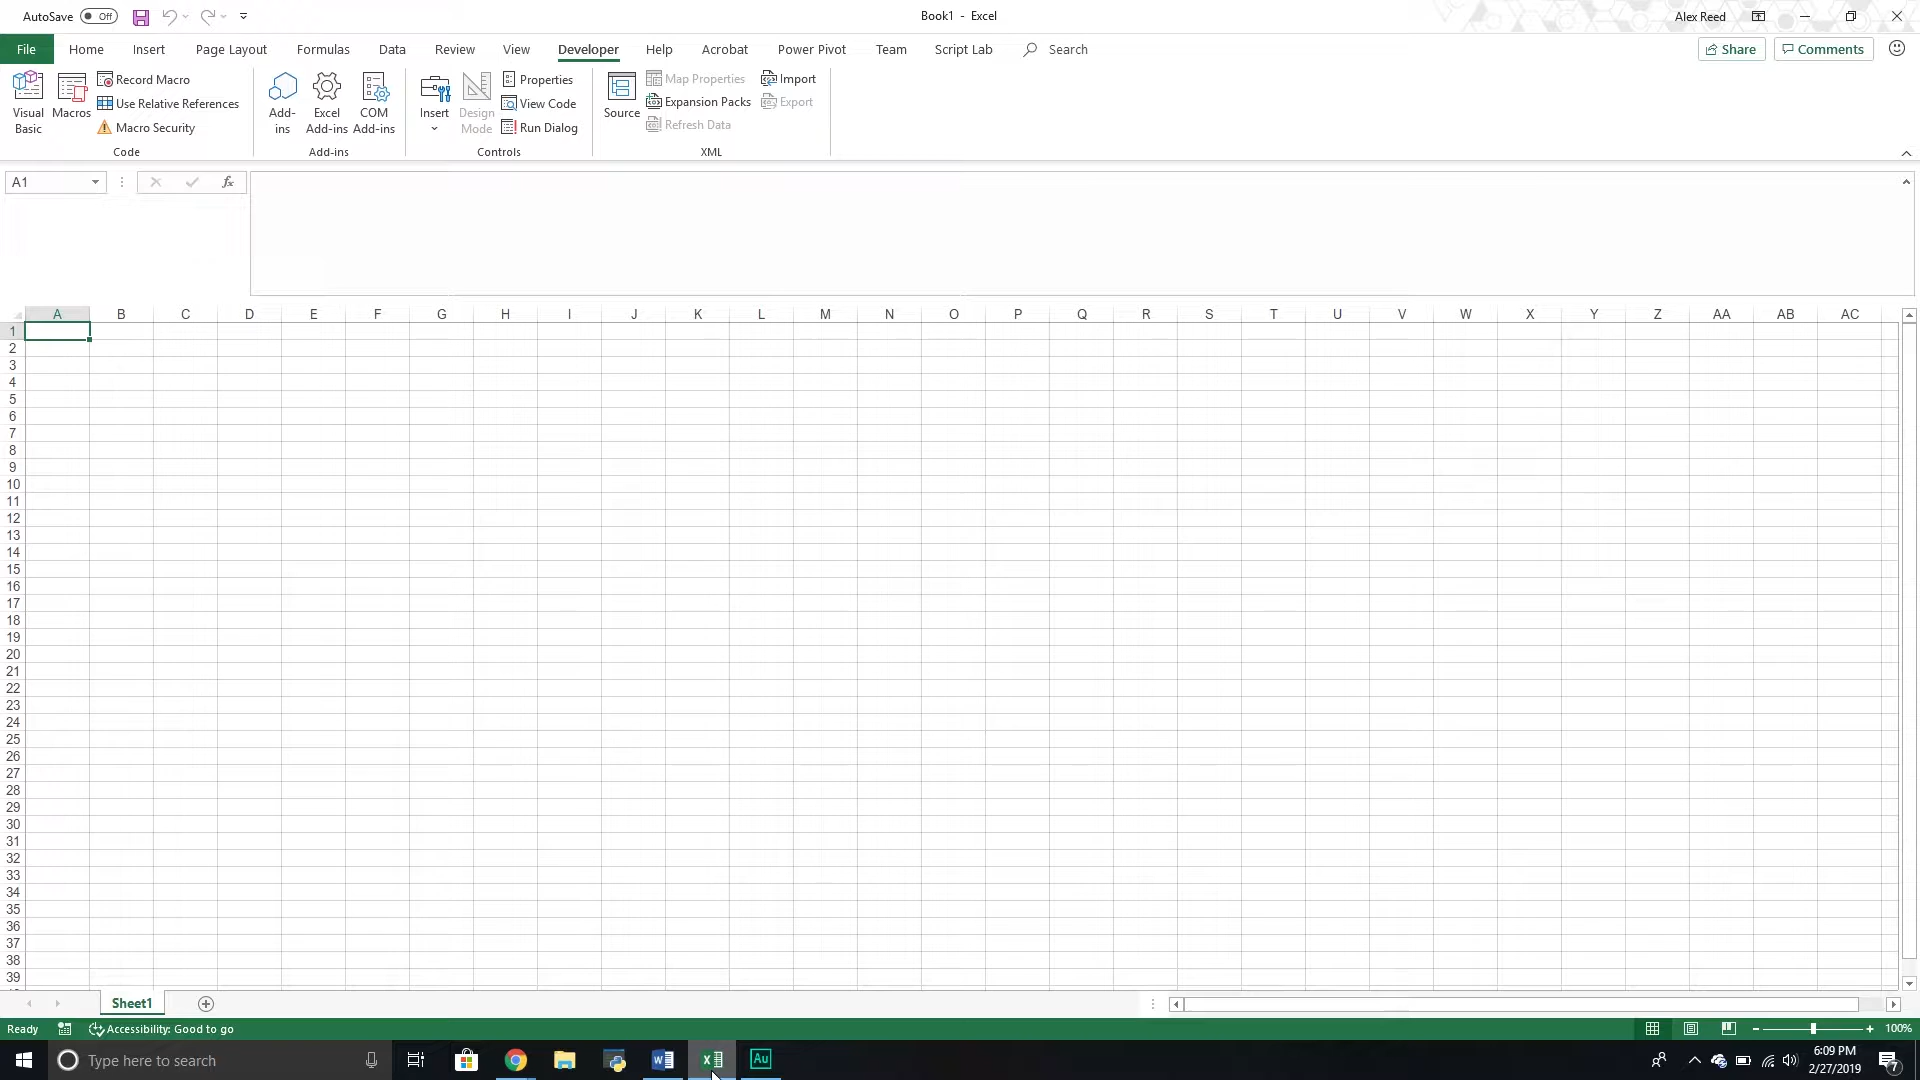 AutoSave Off
Book1 - Excel
Alex Reed
File Home Insert Page Layout Formulas Data Review View Developer Help Acrobat Power Pivot Team Script Lab Search
Share Comments
Visual Basic
Macros
Record Macro
Use Relative References
Macro Security
Code
Add-ins
Excel Add-ins
COM Add-ins
Add-ins
Insert
Design Mode
Properties
View Code
Run Dialog
Controls
Source
Map Properties
Expansion Packs
Refresh Data
Import
Export
XML
A1
fx
A B C D E F G H I J K L M N O P Q R S T U V W X Y Z AA AB AC
1
2
3
4
5
6
7
8
9
10
11
12
13
14
15
16
17
18
19
20
21
22
23
24
25
26
27
28
29
30
31
32
33
34
35
36
37
38
39
Sheet1
Ready Accessibility: Good to go
100%
Type here to search
Au
6:09 PM
2/27/2019
7